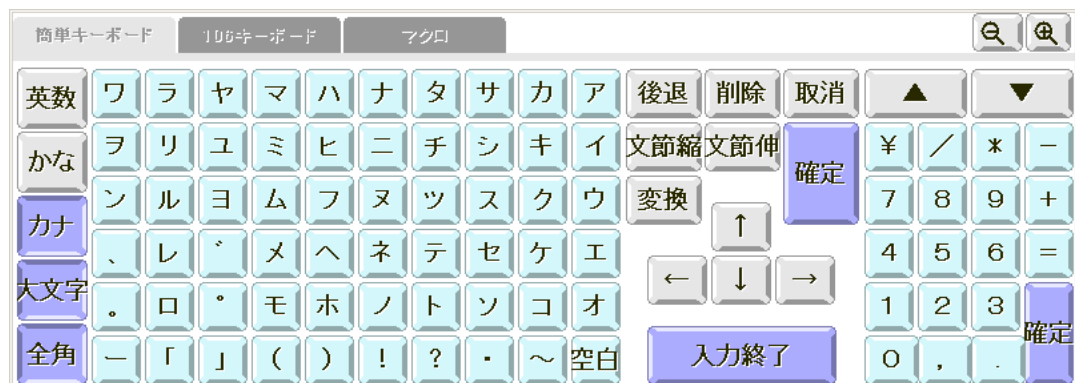 簡単キーボード 106キーボード マクロ
英数 ワ ラ ヤ マ ハ ナ タ サ カ ア 後退 削除 取消 ▲ ▼
かな ヲ リ ユ ミ ヒ ニ チ シ キ イ 文節縮 文節伸 確定 ¥ / * −
カナ ン ル ヨ ム フ ヌ ツ ス ク ウ 変換 7 8 9 +
、 レ ゛ メ ヘ ネ テ セ ケ エ ↑ 4 5 6 =
大文字 。 ロ ゜ モ ホ ノ ト ソ コ オ ← ↓ → 1 2 3 確定
全角 ー 「 」 ( ) ! ? ・ ~ 空白 入力終了 0 , .